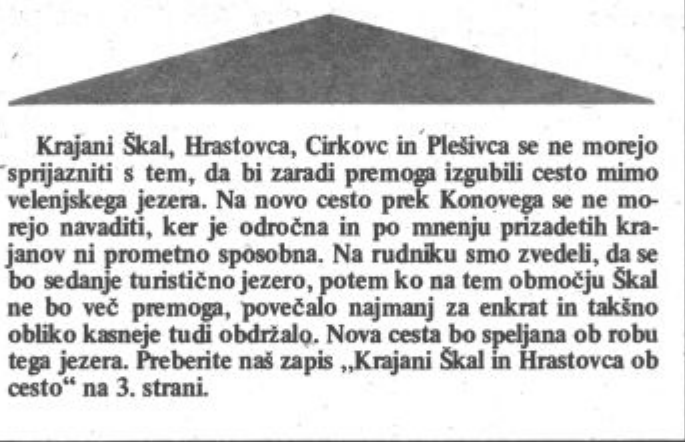 Krajani Škal, Hrastovca, Cirkovc in Plešivca se ne morejo
sprijazniti s tem, da bi zaradi premoga izgubili cesto mimo
velenjskega jezera. Na novo cesto prek Konovega se ne mo-
rejo navaditi, ker je odročna in po mnenju prizadetih kra-
janov ni prometno sposobna. Na rudniku smo zvedeli, da se
bo sedanje turistično jezero, potem ko na tem območju Škal
ne bo več premoga, povečalo najmanj za enkrat in takšno
obliko kasneje tudi obdržalo. Nova cesta bo speljana ob robu
tega jezera. Preberite naš zapis „Krajani Škal in Hrastovca ob
cesto“ na 3. strani.